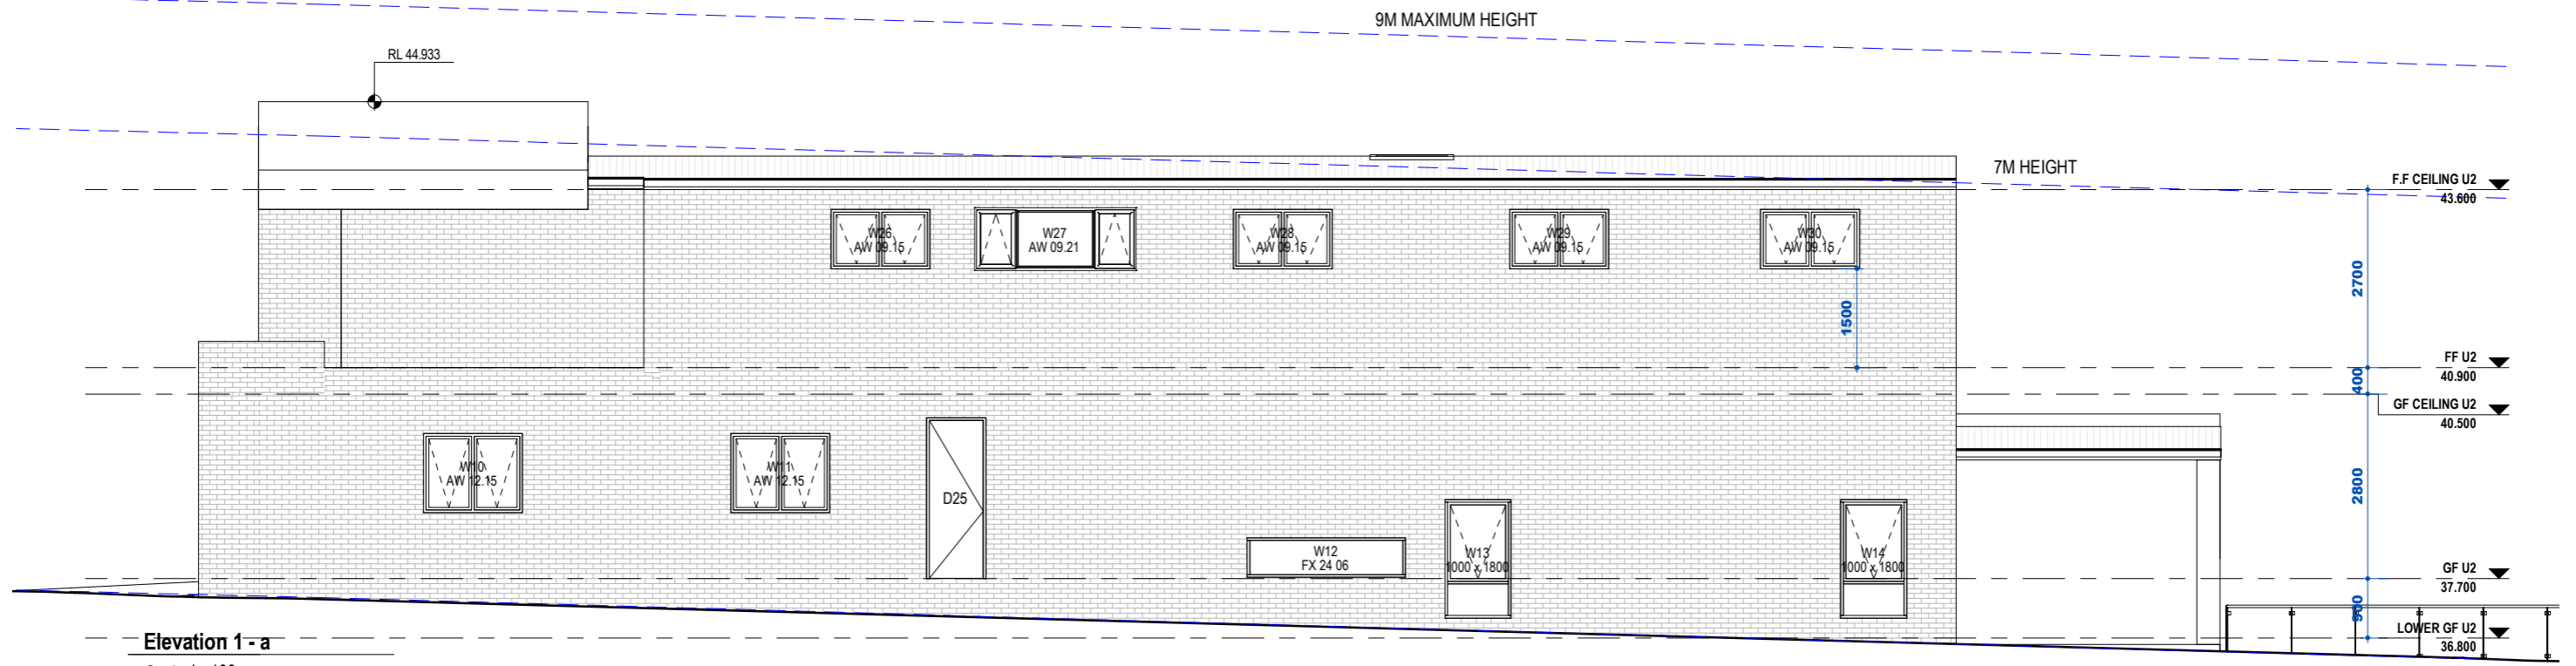 9M MAXIMUM HEIGHT
RL 44.933
7M HEIGHT
F.F CEILING U2
43.600
W26
AW 09.15
W27
AW 09.21
W28
AW 09.15
W29
AW 09.15
W30
AW 09.15
2700
1500
FF U2
40.900
400
GF CEILING U2
40.500
W10
AW 12.15
W11
AW 12.15
D25
2800
W12
FX 24 06
W13
1000 x 1800
W14
1000 x 1800
GF U2
37.700
900
LOWER GF U2
36.800
Elevation 1 - a